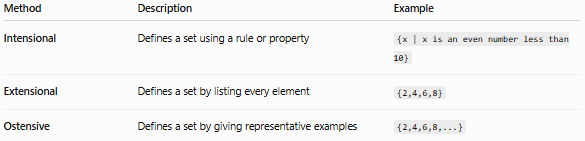 Method Description Example
Intensional Defines a set using a rule or property {x | x is an even number less than
10}
Extensional Defines a set by listing every element {2,4,6,8}
Ostensive Defines a set by giving representative examples {2,4,6,8,...}